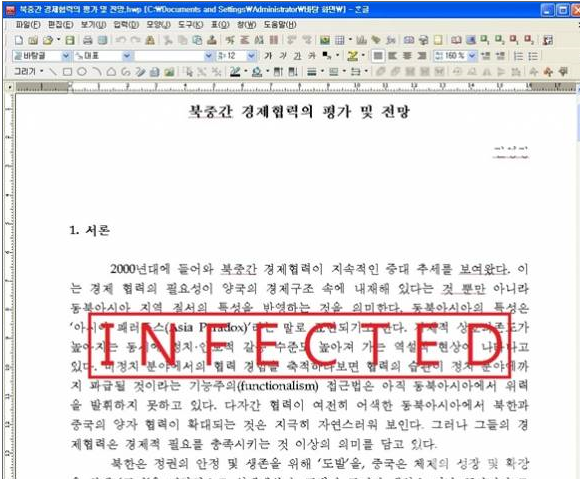 북중간 경제협력의 평가 및 전망.hwp [C:\Documents and Settings\Administrator\바탕 화면\] - 흔글
파일(F) 편집(E) 보기(U) 입력(D) 모양(J) 도구(K) 표(Q) 창(W) 도움말(H)
바탕글 대표 12 가 가 가 160 %
그리기
북중간 경제협력의 평가 및 전망
1. 서론
2000년대에 들어와 북중간 경제협력이 지속적인 증대 추세를 보여왔다. 이
는 경제 협력의 필요성이 양국의 경제구조 속에 내재해 있다는 것 뿐만 아니라
동북아시아 지역 질서의 특성을 반영하는 것을 의미한다. 동북아시아의 특성은
'아시아 패러독스(Asia Paradox)'라는 말로 표현되기도 한다. 경제적 상호의존도가
높아지는 동시에 정치·안보적 갈등 수준도 높아져 가는 역설적 현상이 나타나고
있다. 비정치 분야에서의 협력 경험을 축적하다보면 협력의 습관이 정치 분야에까
지 파급될 것이라는 기능주의(functionalism) 접근법은 아직 동북아시아에서 위력
을 발휘하지 못하고 있다. 다자간 협력이 여전히 어색한 동북아시아에서 북한과
중국의 양자 협력이 확대되는 것은 지극히 자연스러워 보인다. 그러나 그들의 경
제협력은 경제적 필요를 충족시키는 것 이상의 의미를 담고 있다.
북한은 정권의 안정 및 생존을 위해 '도발'을, 중국은 체제의 성장 및 확장
INFECTED